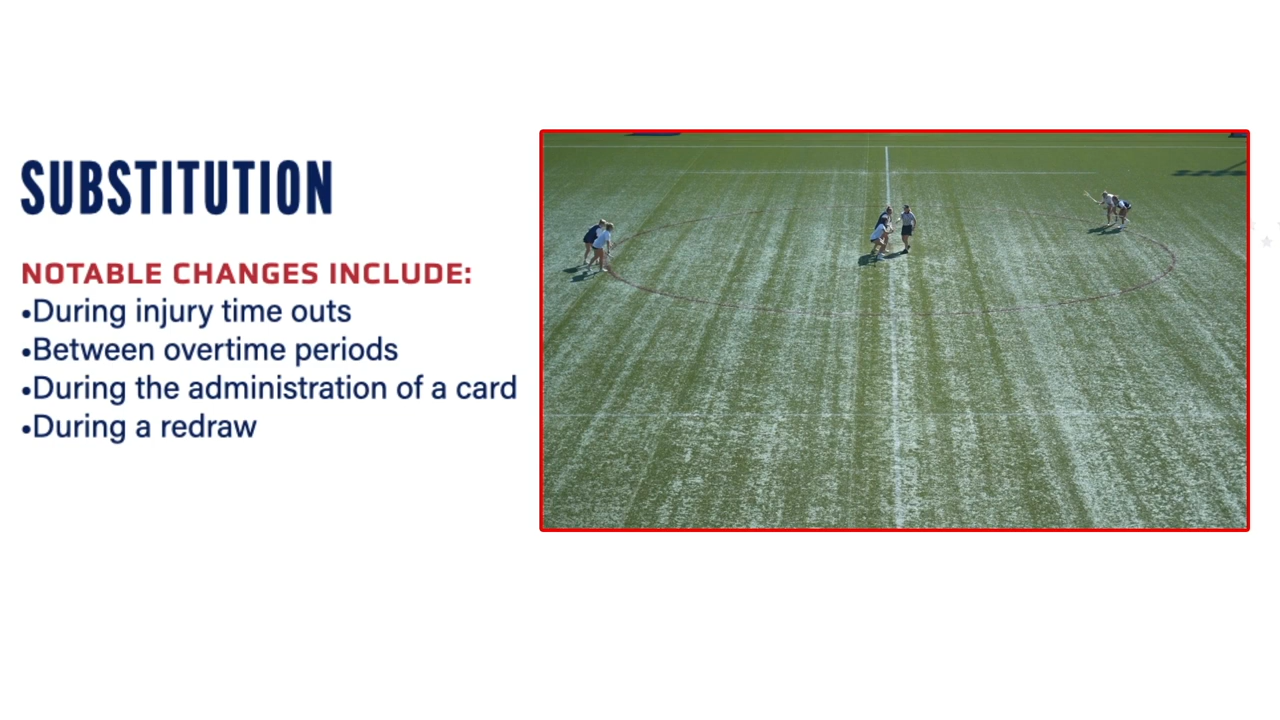 SUBSTITUTION
NOTABLE CHANGES INCLUDE:
•During injury time outs
•Between overtime periods
•During the administration of a card
•During a redraw